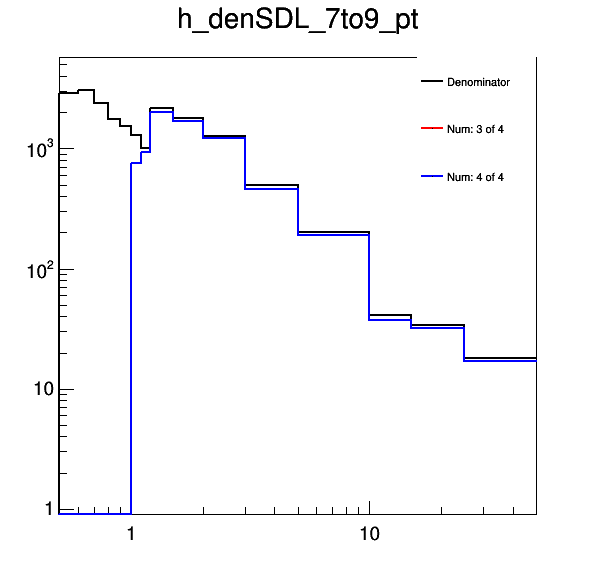 h_denSDL_7to9_pt
Denominator
Num: 3 of 4
Num: 4 of 4
10³
10²
10
1
1
10